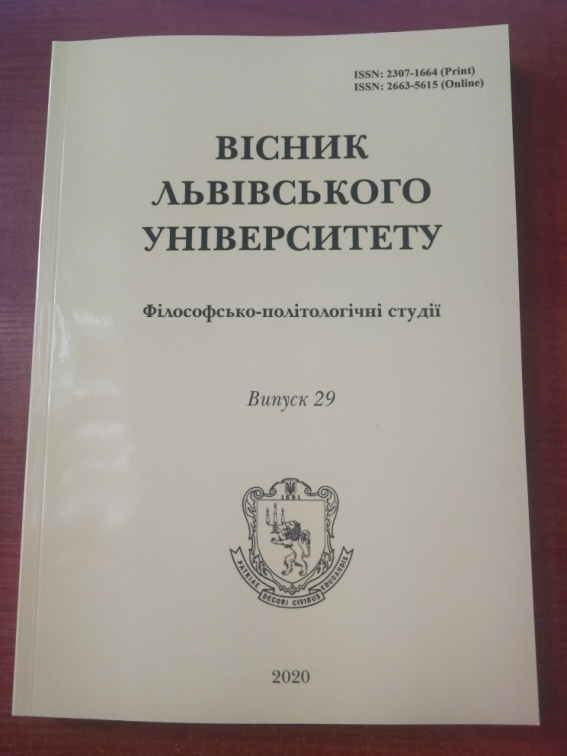 ISSN: 2307-1664 (Print)
ISSN: 2663-5615 (Online)
ВІСНИК
ЛЬВІВСЬКОГО
УНІВЕРСИТЕТУ
Філософсько-політологічні студії
Випуск 29
1661
PATRIAE DECORI CIVIBUS EDUCANDIS
2020